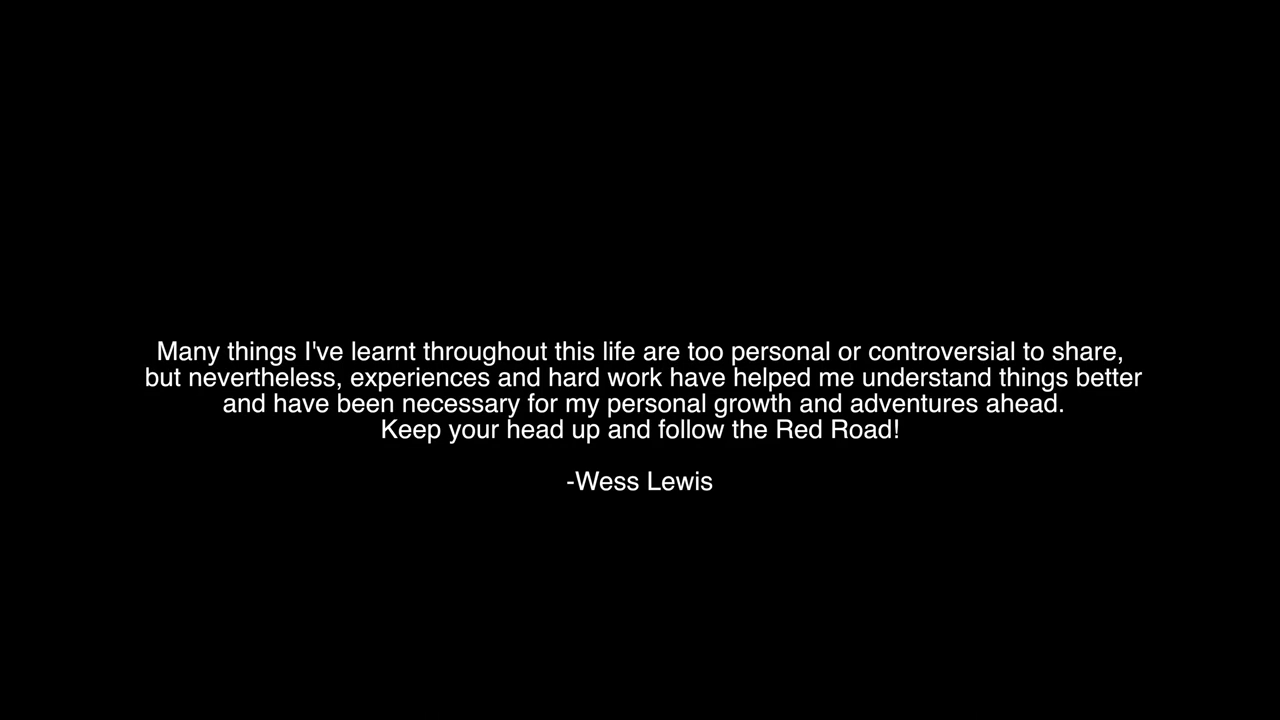 Many things I've learnt throughout this life are too personal or controversial to share,
but nevertheless, experiences and hard work have helped me understand things better
and have been necessary for my personal growth and adventures ahead.
Keep your head up and follow the Red Road!
-Wess Lewis